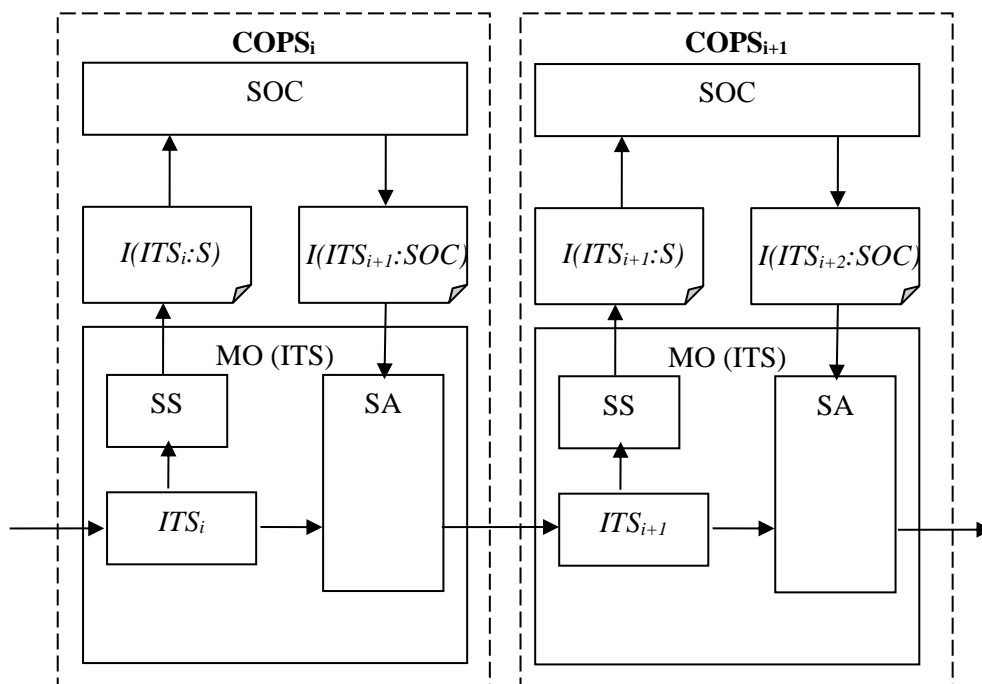 COPSi
SOC
I(ITSi:S)
I(ITSi+1:SOC)
MO (ITS)
SS
SA
ITSi
COPSi+1
SOC
I(ITSi+1:S)
I(ITSi+2:SOC)
MO (ITS)
SS
SA
ITSi+1